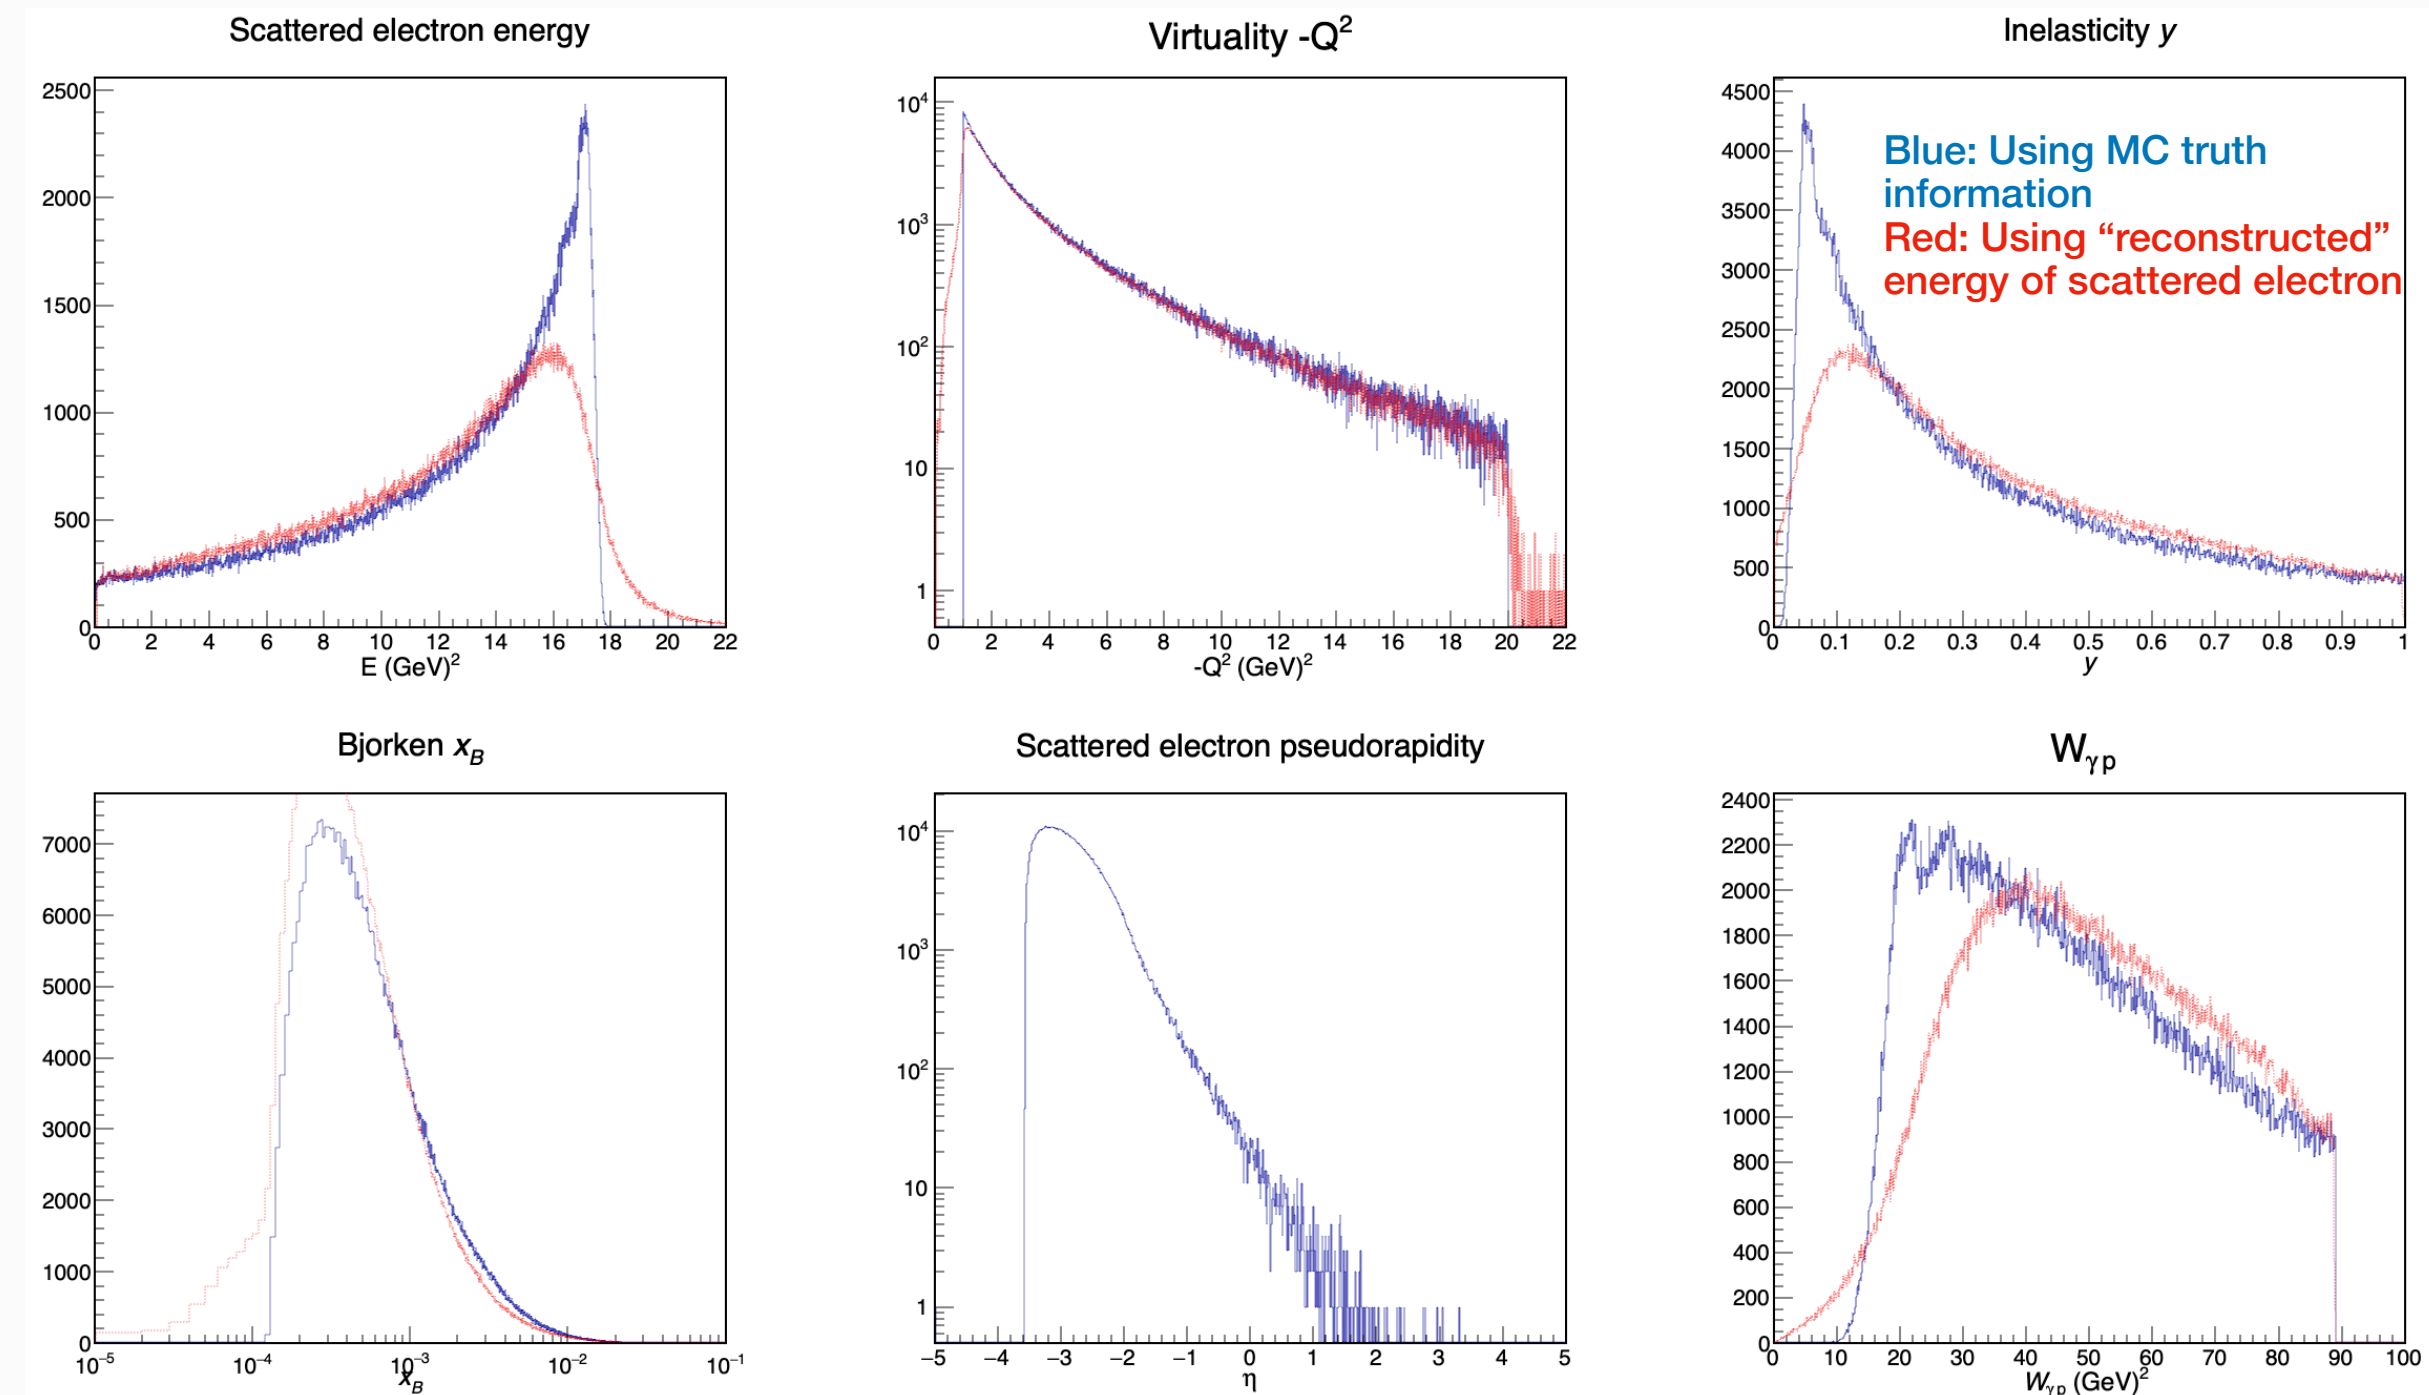 Scattered electron energy
2500
2000
1500
1000
500
0
0 2 4 6 8 10 12 14 16 18 20 22
E (GeV)²
Virtuality -Q²
10⁴
10³
10²
10
1
0 2 4 6 8 10 12 14 16 18 20 22
-Q² (GeV)²
Inelasticity y
4500
4000
3500
3000
2500
2000
1500
1000
500
0
0 0.1 0.2 0.3 0.4 0.5 0.6 0.7 0.8 0.9 1
y
Blue: Using MC truth
information
Red: Using “reconstructed”
energy of scattered electron
Bjorken x_B
7000
6000
5000
4000
3000
2000
1000
0
10⁻⁵ 10⁻⁴ 10⁻³ 10⁻² 10⁻¹
x_B
Scattered electron pseudorapidity
10⁴
10³
10²
10
1
−5 −4 −3 −2 −1 0 1 2 3 4 5
η
W_γp
2400
2200
2000
1800
1600
1400
1200
1000
800
600
400
200
0
0 10 20 30 40 50 60 70 80 90 100
W_γp (GeV)²